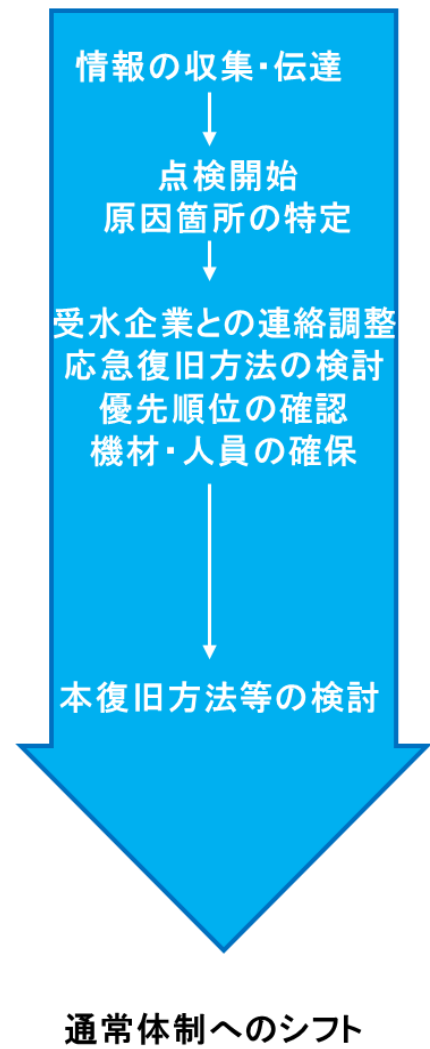 情報の収集・伝達
点検開始
原因箇所の特定
受水企業との連絡調整
応急復旧方法の検討
優先順位の確認
機材・人員の確保
本復旧方法等の検討
通常体制へのシフト